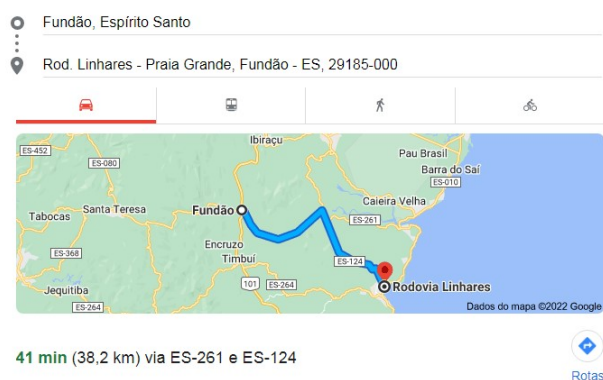 Fundão, Espírito Santo
Rod. Linhares - Praia Grande, Fundão - ES, 29185-000
Ibiraçu
ES-452
ES-080
Pau Brasil
Barra do Saí
ES-010
Santa Teresa
Fundão
Caieira Velha
Tabocas
ES-261
Encruzo
ES-368
Timbuí
ES-124
Jequitiba
101
ES-264
Rodovia Linhares
ES-264
Dados do mapa ©2022 Google
41 min (38,2 km) via ES-261 e ES-124
Rotas